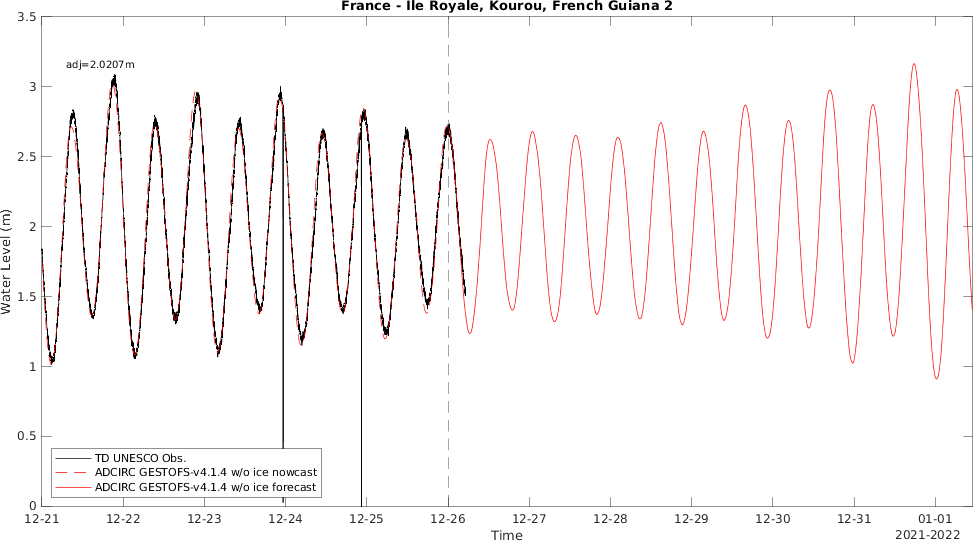 France - Ile Royale, Kourou, French Guiana 2
3.5
adj=2.0207m
3
2.5
2
1.5
1
0.5
0
Water Level (m)
TD UNESCO Obs.
ADCIRC GESTOFS-v4.1.4 w/o ice nowcast
ADCIRC GESTOFS-v4.1.4 w/o ice forecast
12-21 12-22 12-23 12-24 12-25 12-26 12-27 12-28 12-29 12-30 12-31 01-01
2021-2022
Time